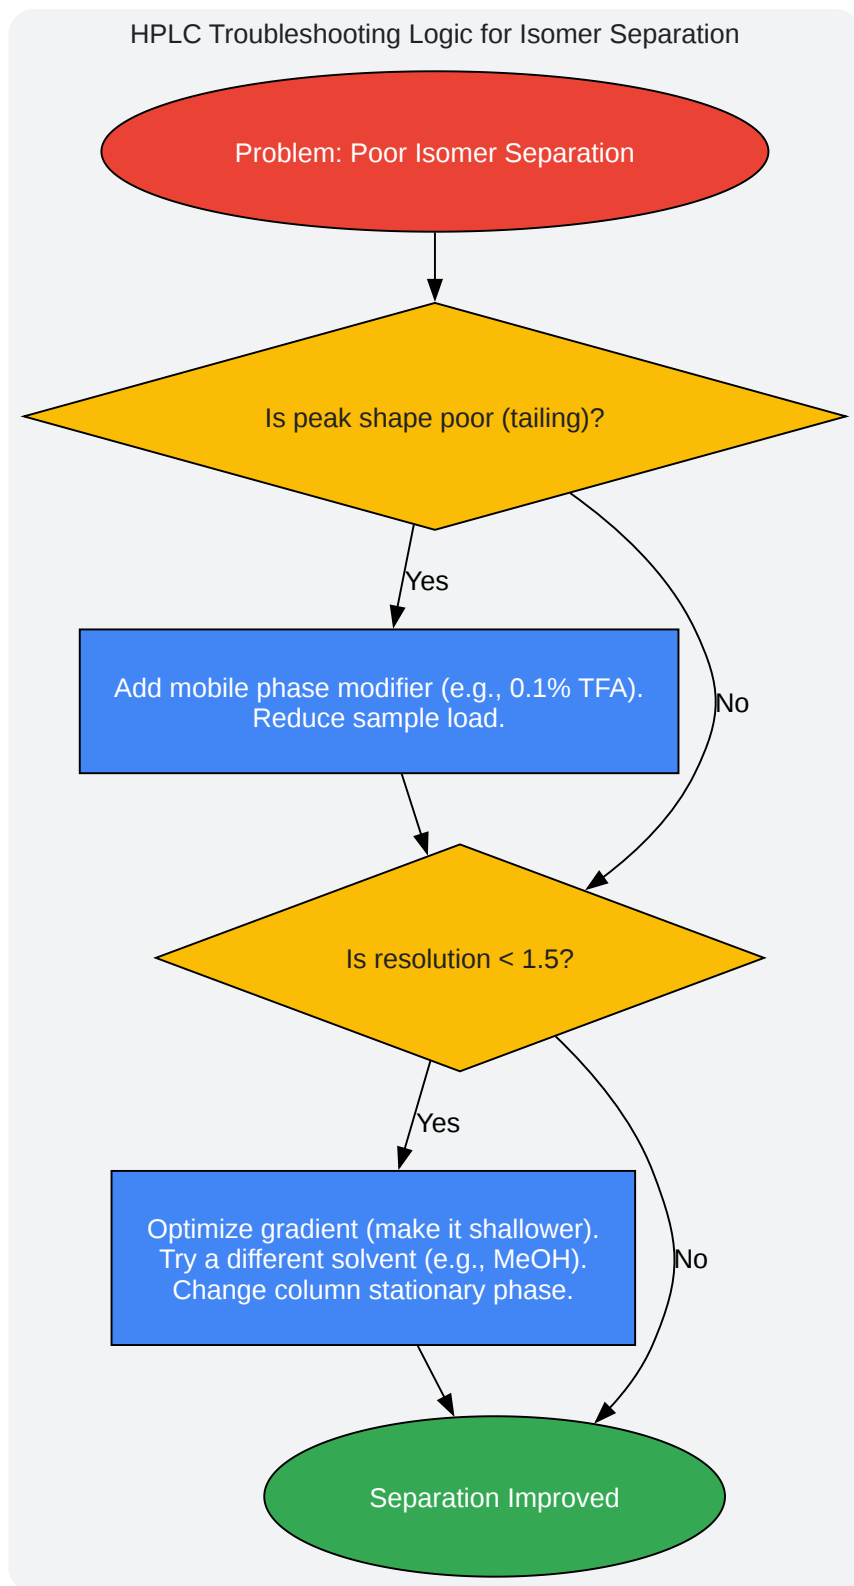 HPLC Troubleshooting Logic for Isomer Separation
Problem: Poor Isomer Separation
Is peak shape poor (tailing)?
Yes
Add mobile phase modifier (e.g., 0.1% TFA).
Reduce sample load.
No
Is resolution < 1.5?
Yes
Optimize gradient (make it shallower).
Try a different solvent (e.g., MeOH).
Change column stationary phase.
No
Separation Improved